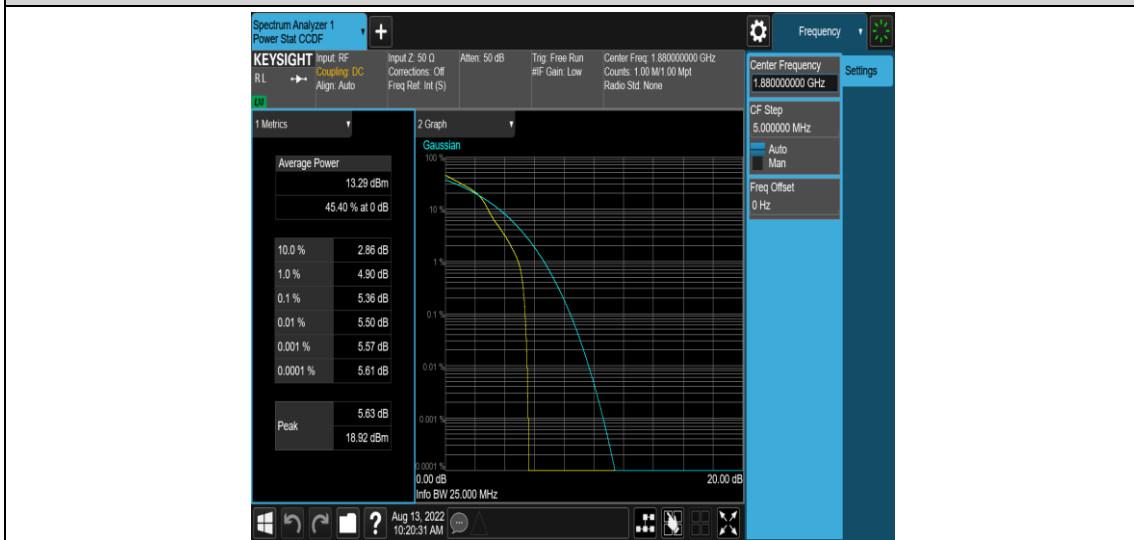 Spectrum Analyzer 1
Power Stat CCDF
+
Frequency
KEYSIGHT
RL
LXI
Input: RF
Coupling: DC
Align: Auto
Input Z: 50 Ω
Corrections: Off
Freq Ref: Int (S)
Atten: 50 dB
Trig: Free Run
#IF Gain: Low
Center Freq: 1.880000000 GHz
Counts: 1.00 M/1.00 Mpt
Radio Std: None
Center Frequency
1.880000000 GHz
Settings
CF Step
5.000000 MHz
Auto
Man
Freq Offset
0 Hz
1 Metrics
Average Power
13.29 dBm
45.40 % at 0 dB
10.0 % 2.86 dB
1.0 % 4.90 dB
0.1 % 5.36 dB
0.01 % 5.50 dB
0.001 % 5.57 dB
0.0001 % 5.61 dB
Peak
5.63 dB
18.92 dBm
2 Graph
Gaussian
100 %
10 %
1 %
0.1 %
0.01 %
0.001 %
0.0001 %
0.00 dB 20.00 dB
Info BW 25.000 MHz
?
Aug 13, 2022
10:20:31 AM